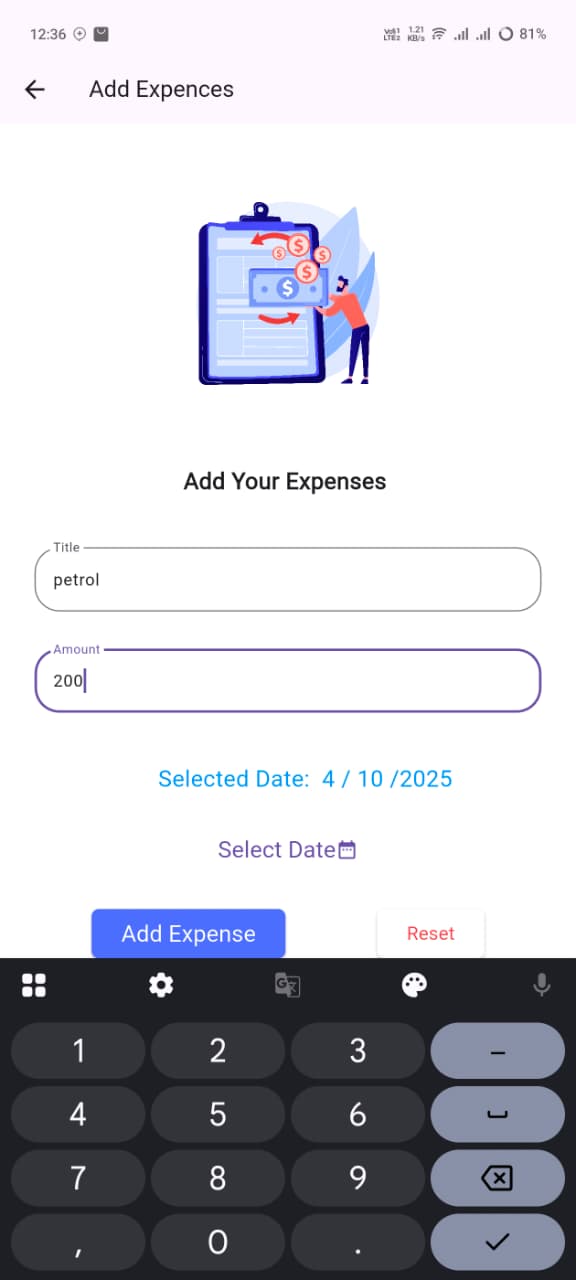 12:36 Vo1 LTE2 1.21 KB/s 81%
Add Expences
$ $ $ $ $
Add Your Expenses
Title
petrol
Amount
200
Selected Date: 4 / 10 /2025
Select Date
Add Expense Reset
1 2 3 –
4 5 6
7 8 9
, 0 .